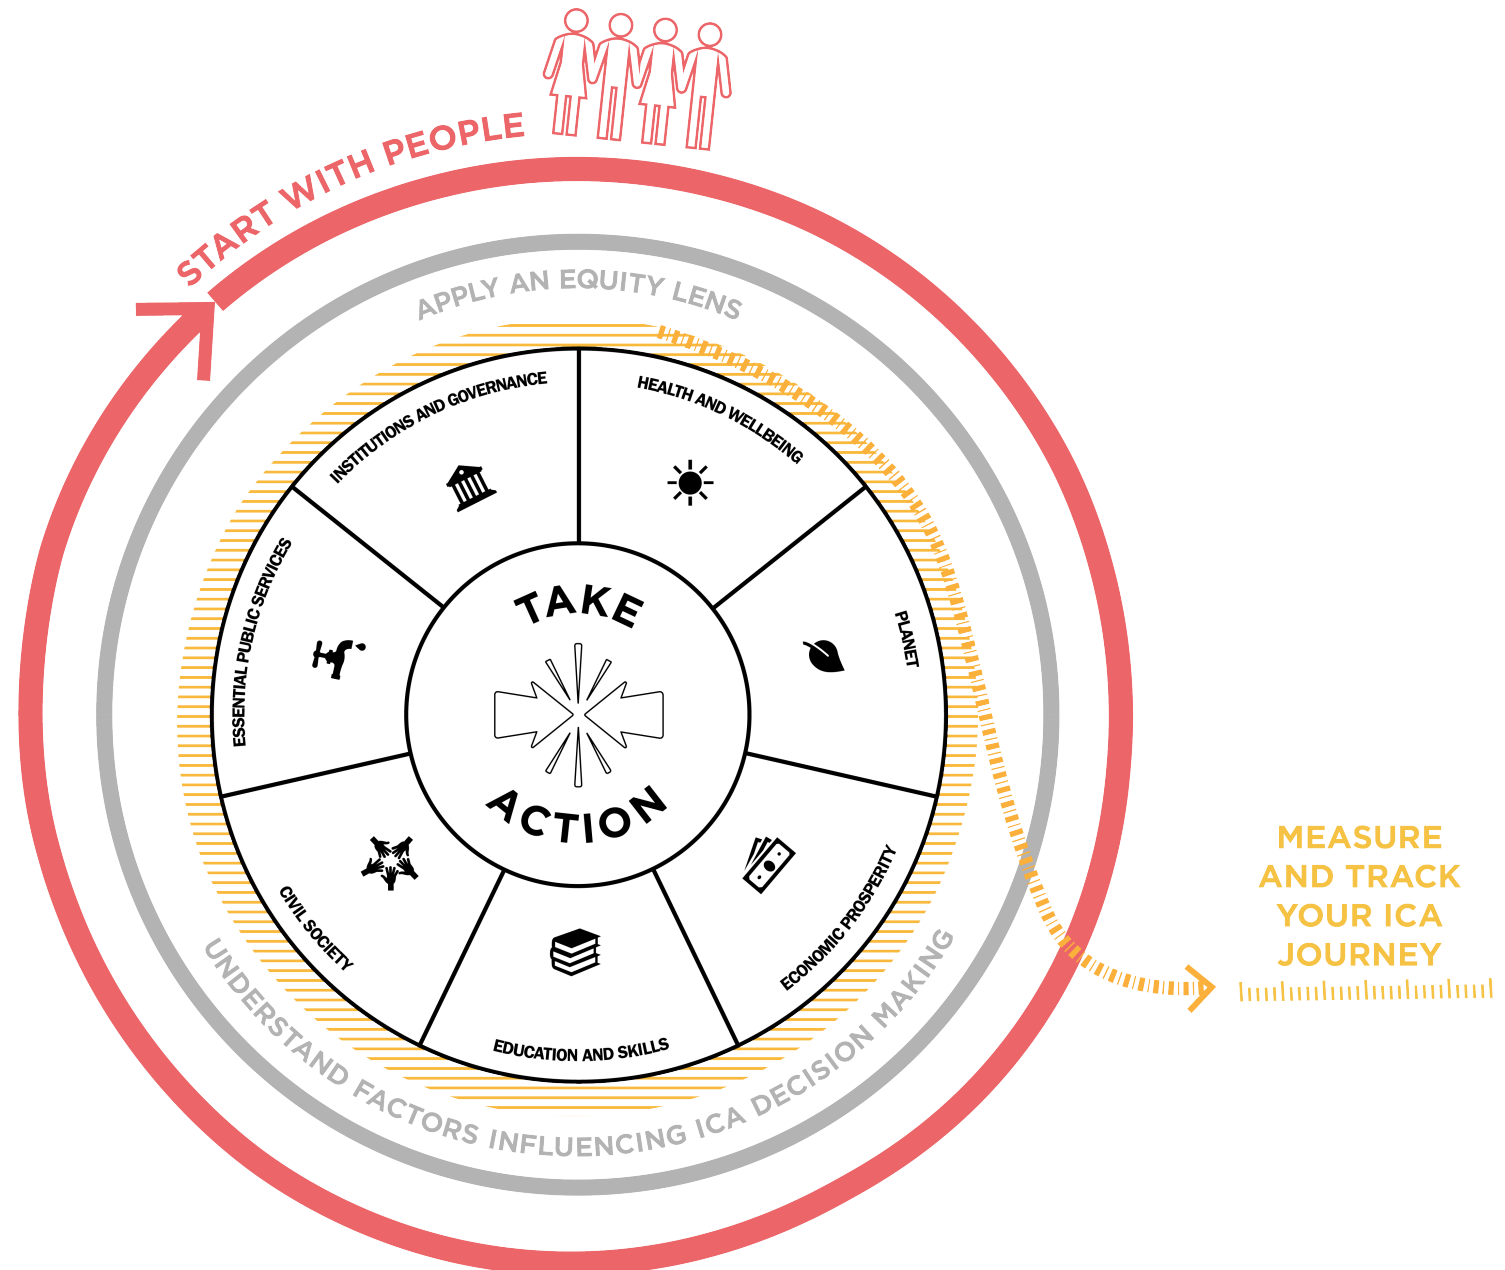 START WITH PEOPLE
APPLY AN EQUITY LENS
INSTITUTIONS AND GOVERNANCE
HEALTH AND WELLBEING
PLANET
ECONOMIC PROSPERITY
EDUCATION AND SKILLS
CIVIL SOCIETY
ESSENTIAL PUBLIC SERVICES
TAKE
ACTION
UNDERSTAND FACTORS INFLUENCING ICA DECISION MAKING
MEASURE
AND TRACK
YOUR ICA
JOURNEY